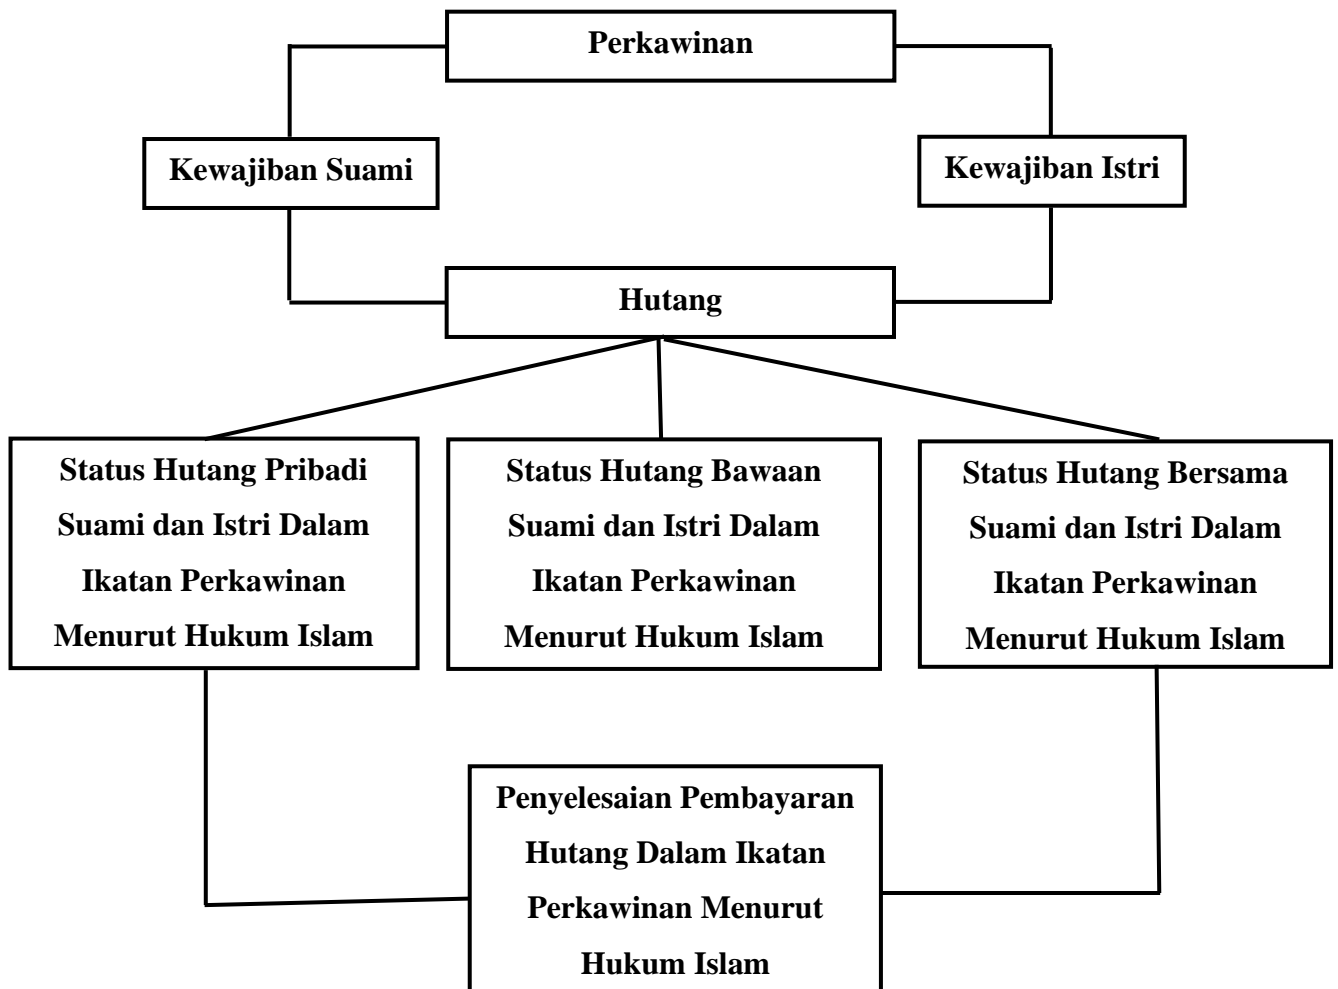 Perkawinan
Kewajiban Suami
Kewajiban Istri
Hutang
Status Hutang Pribadi
Suami dan Istri Dalam
Ikatan Perkawinan
Menurut Hukum Islam
Status Hutang Bawaan
Suami dan Istri Dalam
Ikatan Perkawinan
Menurut Hukum Islam
Status Hutang Bersama
Suami dan Istri Dalam
Ikatan Perkawinan
Menurut Hukum Islam
Penyelesaian Pembayaran
Hutang Dalam Ikatan
Perkawinan Menurut
Hukum Islam